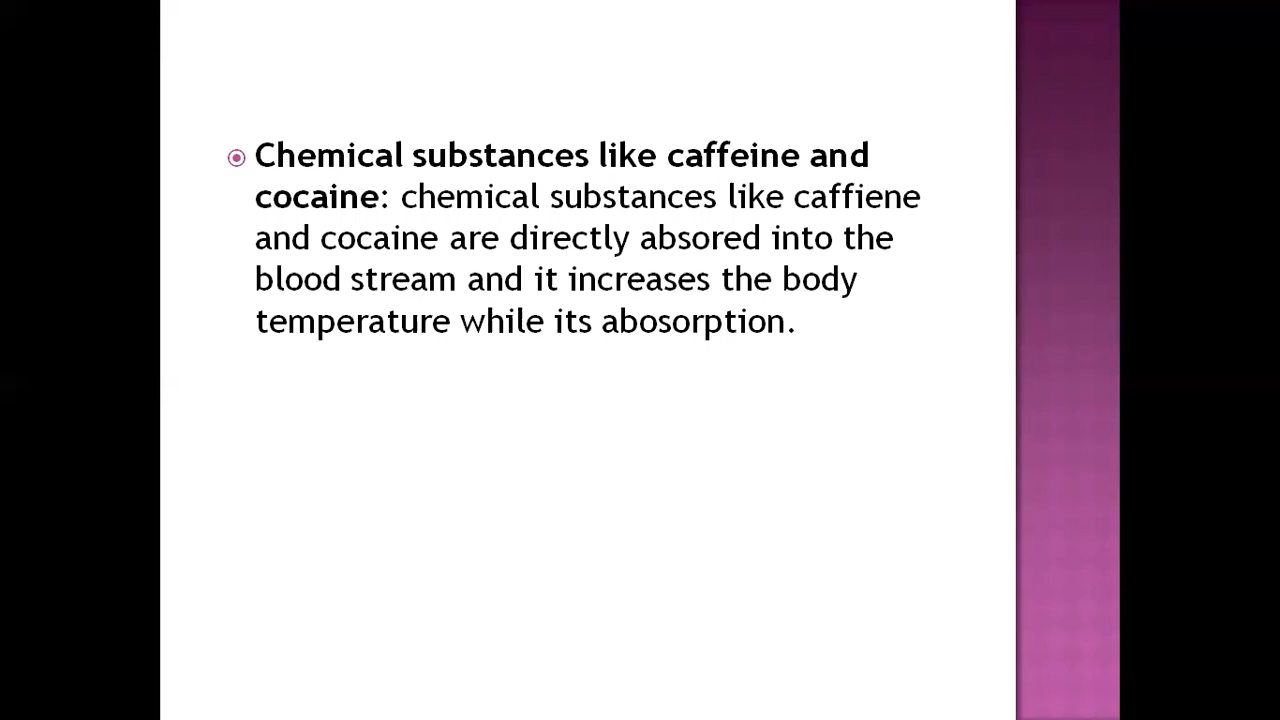 Chemical substances like caffeine and
cocaine: chemical substances like caffiene
and cocaine are directly absored into the
blood stream and it increases the body
temperature while its abosorption.